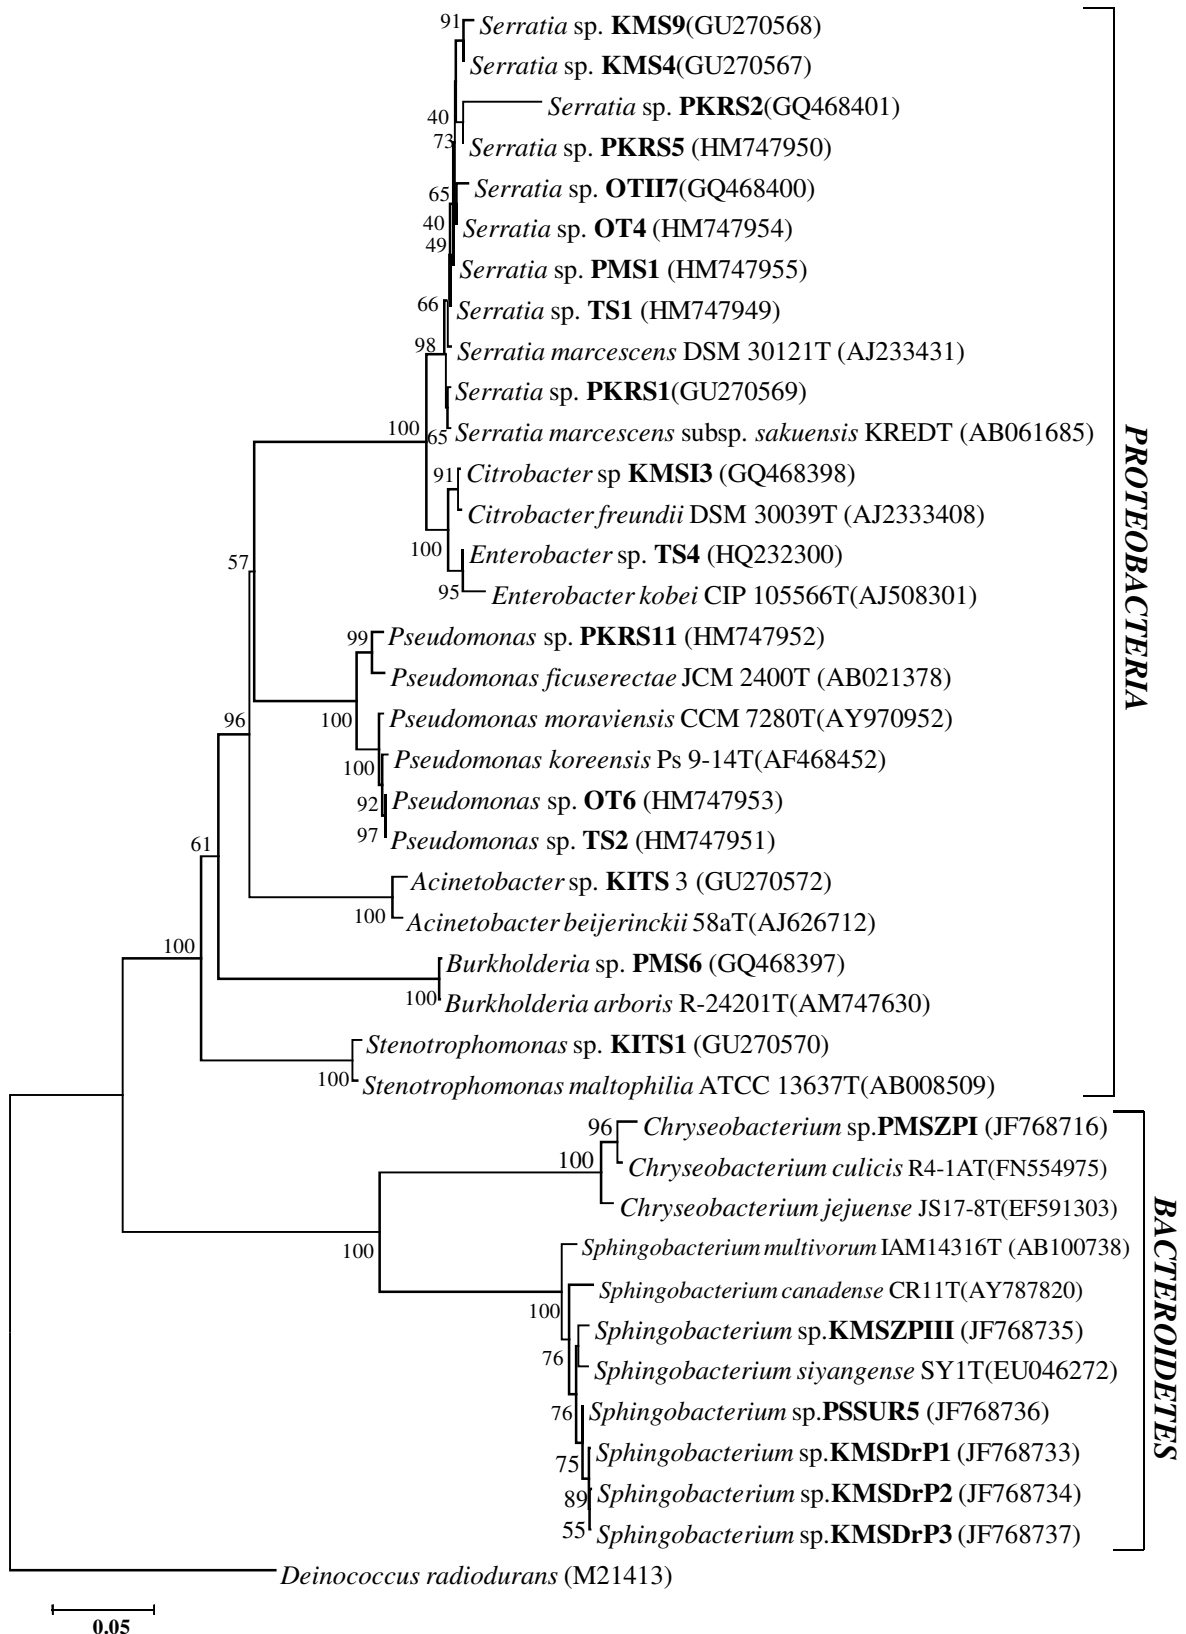 91
Serratia sp. KMS9(GU270568)
Serratia sp. KMS4(GU270567)
Serratia sp. PKRS2(GQ468401)
40
73
Serratia sp. PKRS5 (HM747950)
65
Serratia sp. OTII7(GQ468400)
40
Serratia sp. OT4 (HM747954)
49
Serratia sp. PMS1 (HM747955)
66
Serratia sp. TS1 (HM747949)
98
Serratia marcescens DSM 30121T (AJ233431)
Serratia sp. PKRS1(GU270569)
100
65
Serratia marcescens subsp. sakuensis KREDT (AB061685)
91
Citrobacter sp KMSI3 (GQ468398)
Citrobacter freundii DSM 30039T (AJ2333408)
100
Enterobacter sp. TS4 (HQ232300)
95
Enterobacter kobei CIP 105566T(AJ508301)
57
99
Pseudomonas sp. PKRS11 (HM747952)
Pseudomonas ficuserectae JCM 2400T (AB021378)
96
100
Pseudomonas moraviensis CCM 7280T(AY970952)
100
Pseudomonas koreensis Ps 9-14T(AF468452)
92
Pseudomonas sp. OT6 (HM747953)
97
Pseudomonas sp. TS2 (HM747951)
61
Acinetobacter sp. KITS 3 (GU270572)
100
Acinetobacter beijerinckii 58aT(AJ626712)
100
Burkholderia sp. PMS6 (GQ468397)
100
Burkholderia arboris R-24201T(AM747630)
Stenotrophomonas sp. KITS1 (GU270570)
100
Stenotrophomonas maltophilia ATCC 13637T(AB008509)
PROTEOBACTERIA
96
Chryseobacterium sp.PMSZPI (JF768716)
100
Chryseobacterium culicis R4-1AT(FN554975)
Chryseobacterium jejuense JS17-8T(EF591303)
100
Sphingobacterium multivorum IAM14316T (AB100738)
100
Sphingobacterium canadense CR11T(AY787820)
Sphingobacterium sp.KMSZPIII (JF768735)
76
Sphingobacterium siyangense SY1T(EU046272)
76
Sphingobacterium sp.PSSUR5 (JF768736)
75
Sphingobacterium sp.KMSDrP1 (JF768733)
89
Sphingobacterium sp.KMSDrP2 (JF768734)
55
Sphingobacterium sp.KMSDrP3 (JF768737)
BACTEROIDETES
Deinococcus radiodurans (M21413)
0.05